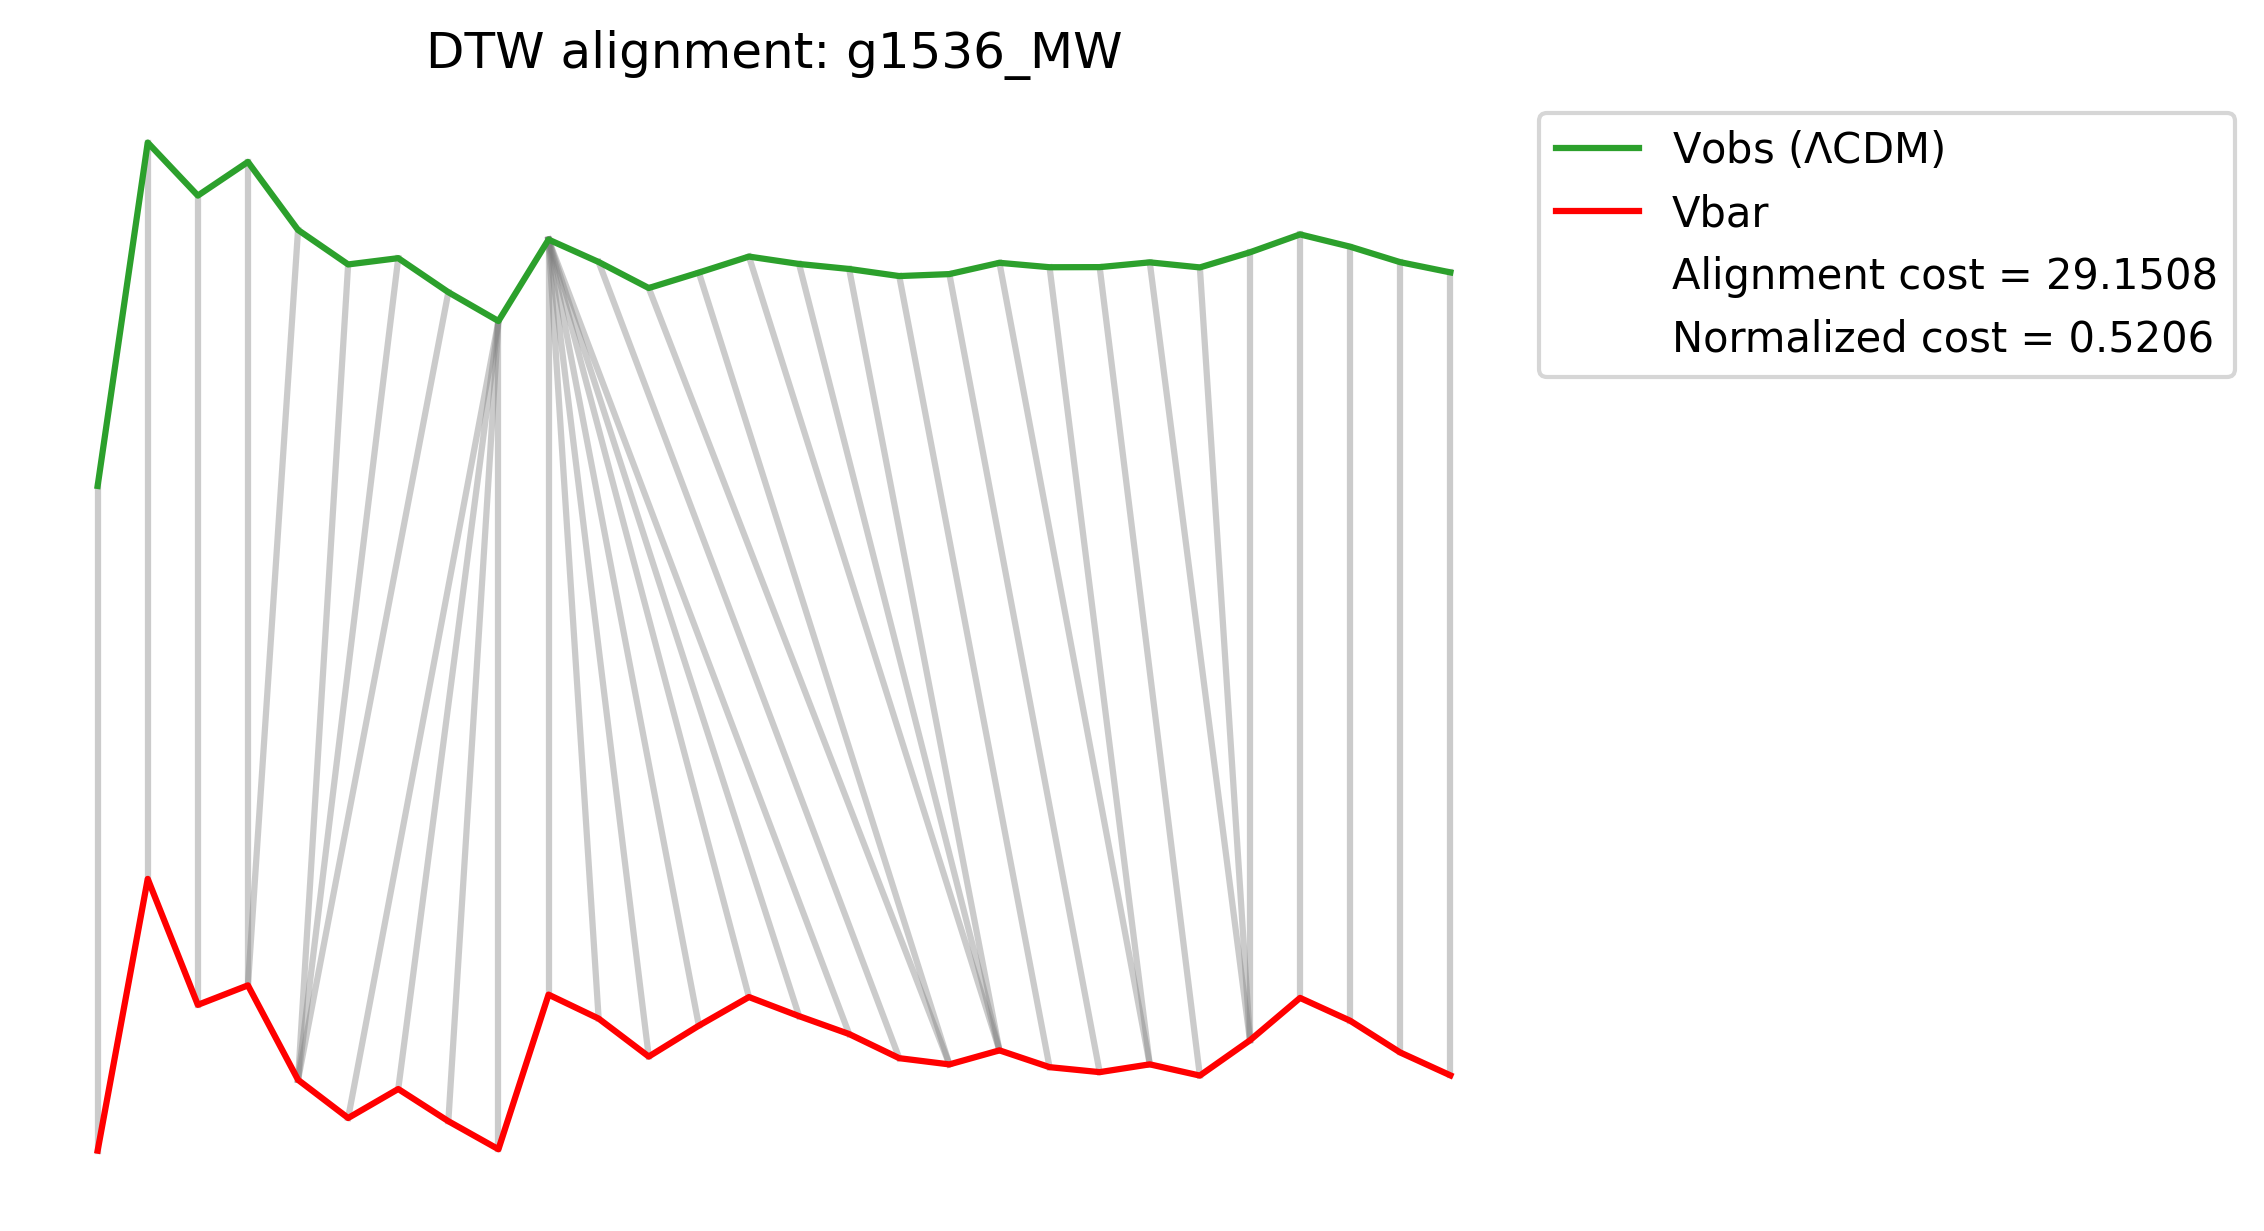 DTW alignment: g1536_MW
Vobs (ΛCDM)
Vbar
Alignment cost = 29.1508
Normalized cost = 0.5206